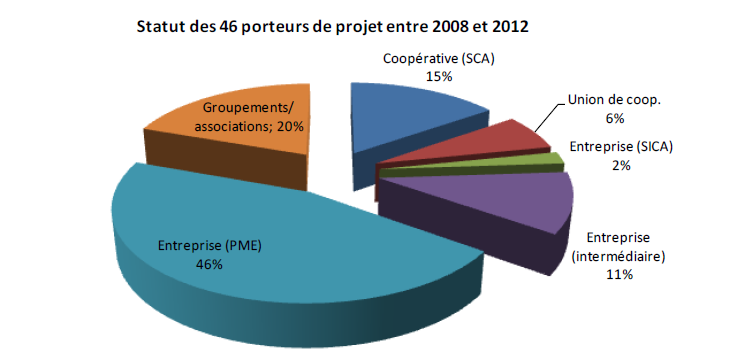 Statut des 46 porteurs de projet entre 2008 et 2012
Coopérative (SCA)
15%
Union de coop.
6%
Entreprise (SICA)
2%
Entreprise
(intermédiaire)
11%
Entreprise (PME)
46%
Groupements/
associations; 20%